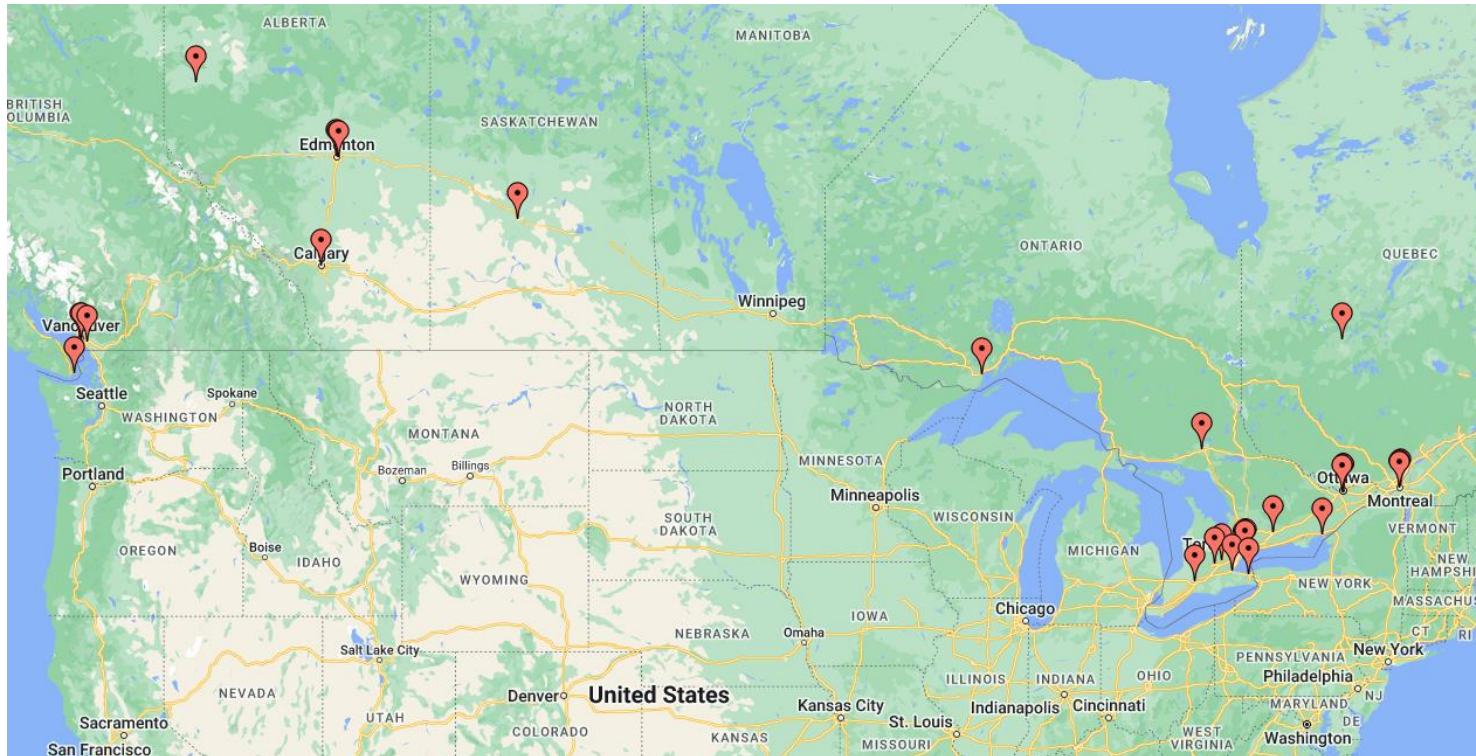 ALBERTA
MANITOBA
BRITISH
OLUMBIA
SASKATCHEWAN
Edmonton
ONTARIO
QUEBEC
Calgary
Winnipeg
Vancouver
Seattle
Spokane
WASHINGTON
NORTH
DAKOTA
MONTANA
Portland
Bozeman
Billings
MINNESOTA
Ottawa
Montreal
Minneapolis
WISCONSIN
VERMONT
SOUTH
DAKOTA
OREGON
Boise
IDAHO
MICHIGAN
NEW
HAMPSHI
WYOMING
NEW YORK
MASSACHUS
Chicago
IOWA
NEBRASKA
Omaha
CT
RI
Salt Lake City
New York
PENNSYLVANIA
ILLINOIS
INDIANA
OHIO
Philadelphia
NEVADA
Denver
United States
Kansas City
Indianapolis
Cincinnati
NJ
MARYLAND
UTAH
Sacramento
COLORADO
KANSAS
St. Louis
MISSOURI
WEST
VIRGINIA
DE
Washington
San Francisco